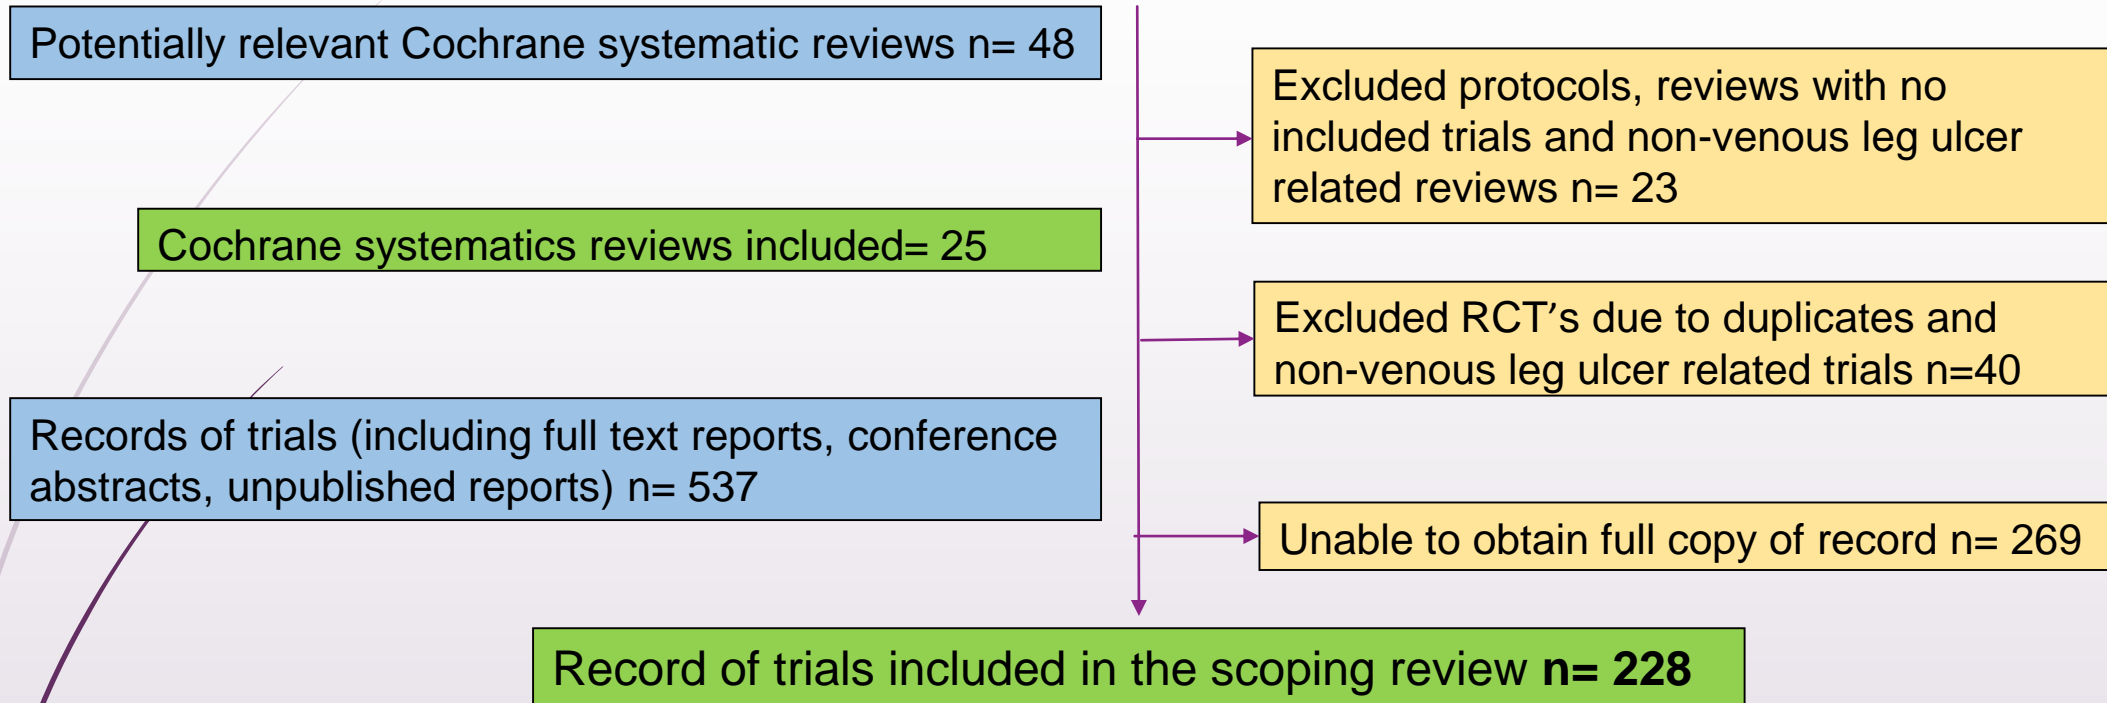 Potentially relevant Cochrane systematic reviews n= 48
Excluded protocols, reviews with no
included trials and non-venous leg ulcer
related reviews n= 23
Cochrane systematics reviews included= 25
Excluded RCT’s due to duplicates and
non-venous leg ulcer related trials n=40
Records of trials (including full text reports, conference
abstracts, unpublished reports) n= 537
Unable to obtain full copy of record n= 269
Record of trials included in the scoping review n= 228